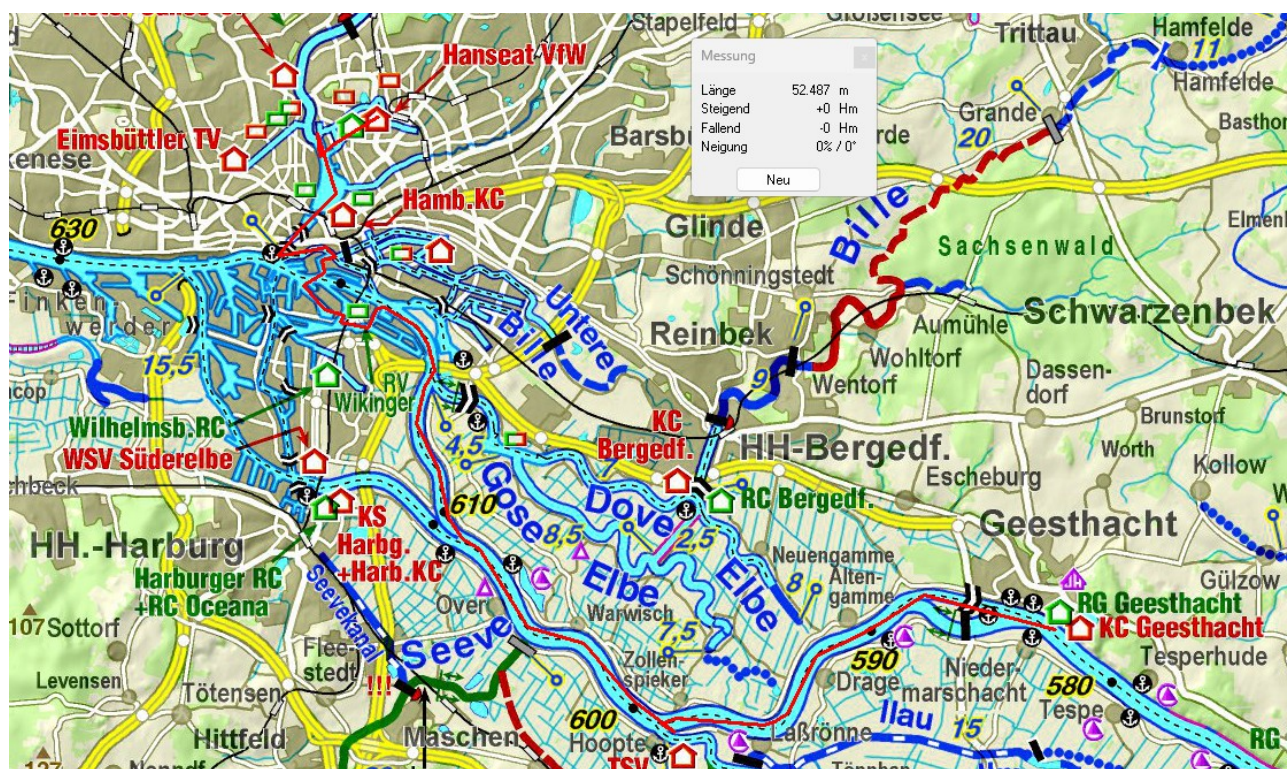 Stapelfeld
Großensee
Trittau
Hamfelde
11
Hamfelde
Hanseat VfW
Messung
Länge 52.487 m
Steigend +0 Hm
Fallend -0 Hm
Neigung 0% / 0°
Neu
Grande
20
Eimsbüttler TV
Hamb.KC
630
Glinde
Bille
Sachsenwald
Schönningstedt
Finken-
werder
Untere
Bille
Reinbek
Aumühle
Schwarzenbek
15,5
9
Wohltorf
Wentorf
Dassen-
dorf
RV
Wikinger
Brunstorf
Wilhelmsb.RC
WSV Süderelbe
KC
Bergedf.
HH-Bergedf.
Worth
Kollow
4,5
Escheburg
610
Gose
Dove
RC Bergedf.
Geesthacht
HH.-Harburg
KS
Harbg.
+Harb.KC
8,5
2,5
Neuengamme
Harburger RC
+RC Oceana
Elbe
Elbe
8
Alten-
gamme
JH
Gülzow
Seevekanal
Over
Warwisch
RG Geesthacht
KC Geesthacht
107
Sottorf
Seeve
7,5
Flee-
stedt
Zollen-
spieker
590
Tesperhude
Levensen
Tötensen
!!!
Drage
Nieder-
marschacht
580
Tespe
600
Hittfeld
Maschen
Hoopte
Laßrönne
Ilau
15
TSV
RG